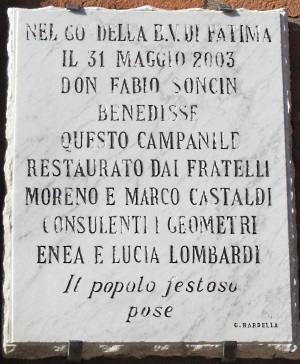 NEL GO DELLA B.V. DI FATIMA
IL 31 MAGGIO 2003
DON FABIO SONCIN
BENEDISSE
QUESTO CAMPANILE
RESTAURATO DAI FRATELLI
MORENO E MARCO CASTALDI
CONSULENTI I GEOMETRI
ENEA E LUCIA LOMBARDI
Il popolo festoso
pose
G. BARDELLA